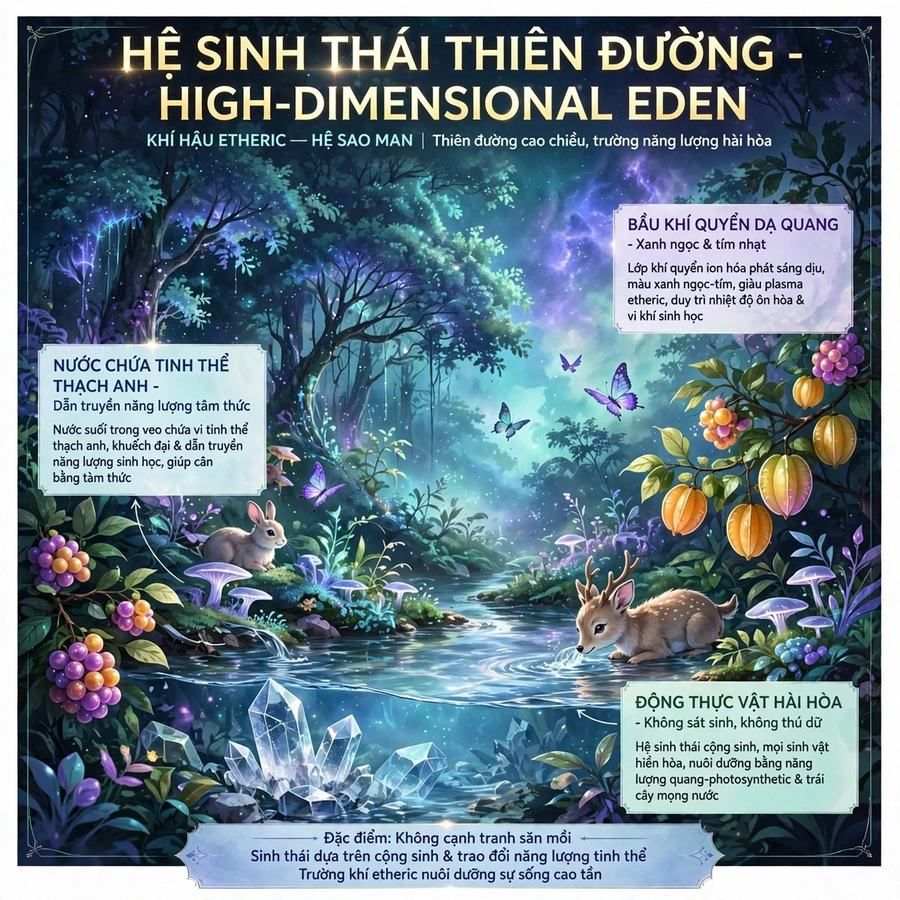 HỆ SINH THÁI THIÊN ĐƯỜNG -
HIGH-DIMENSIONAL EDEN
KHÍ HẬU ETHERIC — HỆ SAO MAN | Thiên đường cao chiều, trường năng lượng hài hòa
BẦU KHÍ QUYỂN DẠ QUANG
- Xanh ngọc & tím nhạt
Lớp khí quyển ion hóa phát sáng dịu,
màu xanh ngọc-tím, giàu plasma
etheric, duy trì nhiệt độ ôn hòa &
vi khí sinh học
NƯỚC CHỨA TINH THỂ
THẠCH ANH -
Dẫn truyền năng lượng tâm thức
Nước suối trong veo chứa vi tinh thể
thạch anh, khuếch đại & dẫn truyền
năng lượng sinh học, giúp cân
bằng tàm thức
ĐỘNG THỰC VẬT HÀI HÒA
- Không sát sinh, không thú dữ
Hệ sinh thái cộng sinh, mọi sinh vật
hiền hòa, nuôi dưỡng bằng năng
lượng quang-photosynthetic & trái
cây mọng nước
Đặc điểm: Không cạnh tranh săn mồi
Sinh thái dựa trên cộng sinh & trao đổi năng lượng tinh thể
Trường khí etheric nuôi dưỡng sự sống cao tần